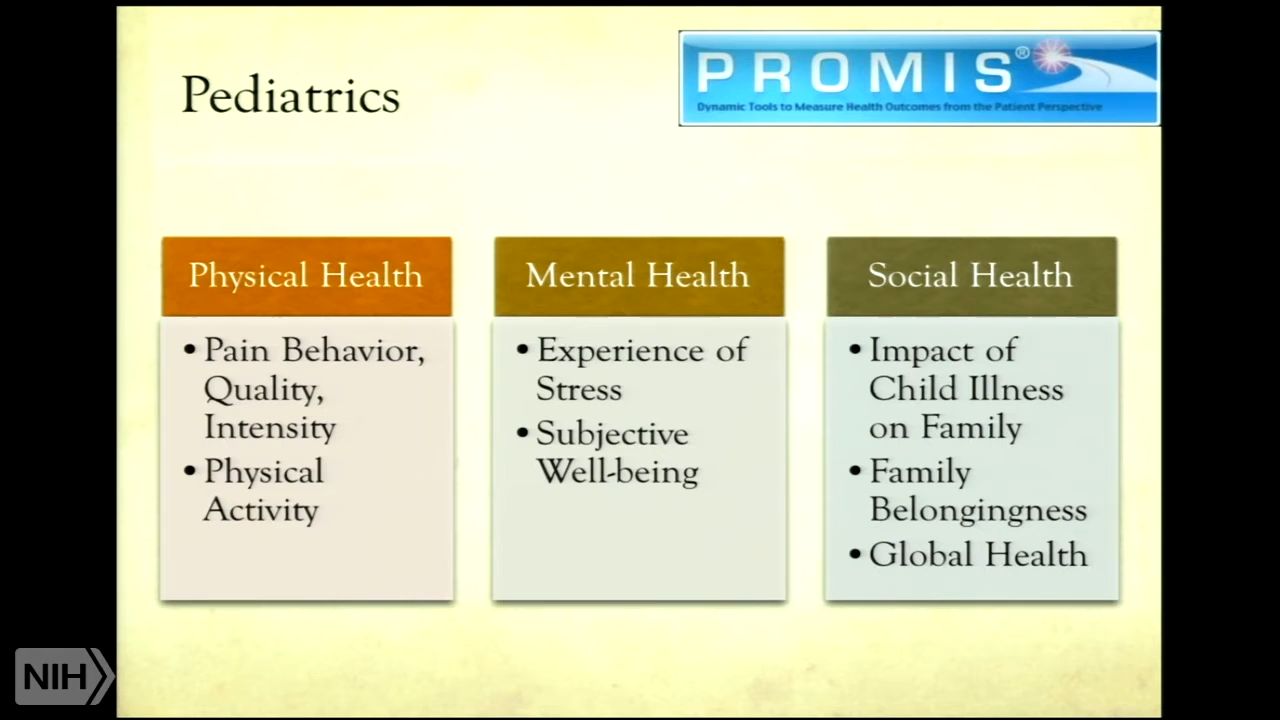 Pediatrics
PROMIS®
Dynamic Tools to Measure Health Outcomes from the Patient Perspective
Physical Health
• Pain Behavior,
Quality,
Intensity
• Physical
Activity
Mental Health
• Experience of
Stress
• Subjective
Well-being
Social Health
• Impact of
Child Illness
on Family
• Family
Belongingness
• Global Health
NIH